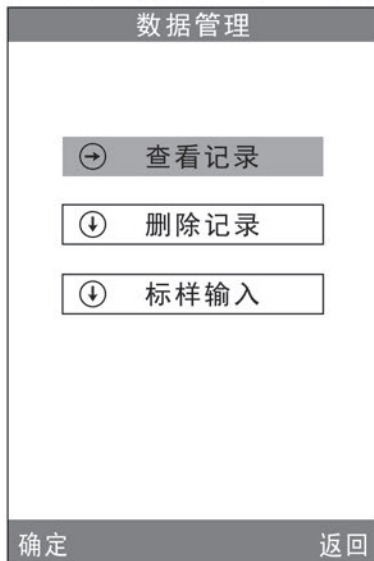 数据管理
查看记录
删除记录
标样输入
确定 返回